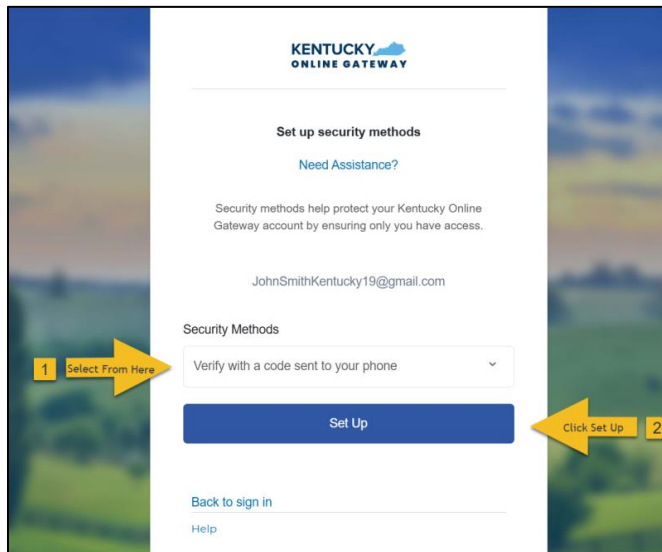 KENTUCKY
ONLINE GATEWAY
Set up security methods
Need Assistance?
Security methods help protect your Kentucky Online
Gateway account by ensuring only you have access.
JohnSmithKentucky19@gmail.com
Security Methods
1 Select From Here
Verify with a code sent to your phone
Set Up
Click Set Up 2
Back to sign in
Help